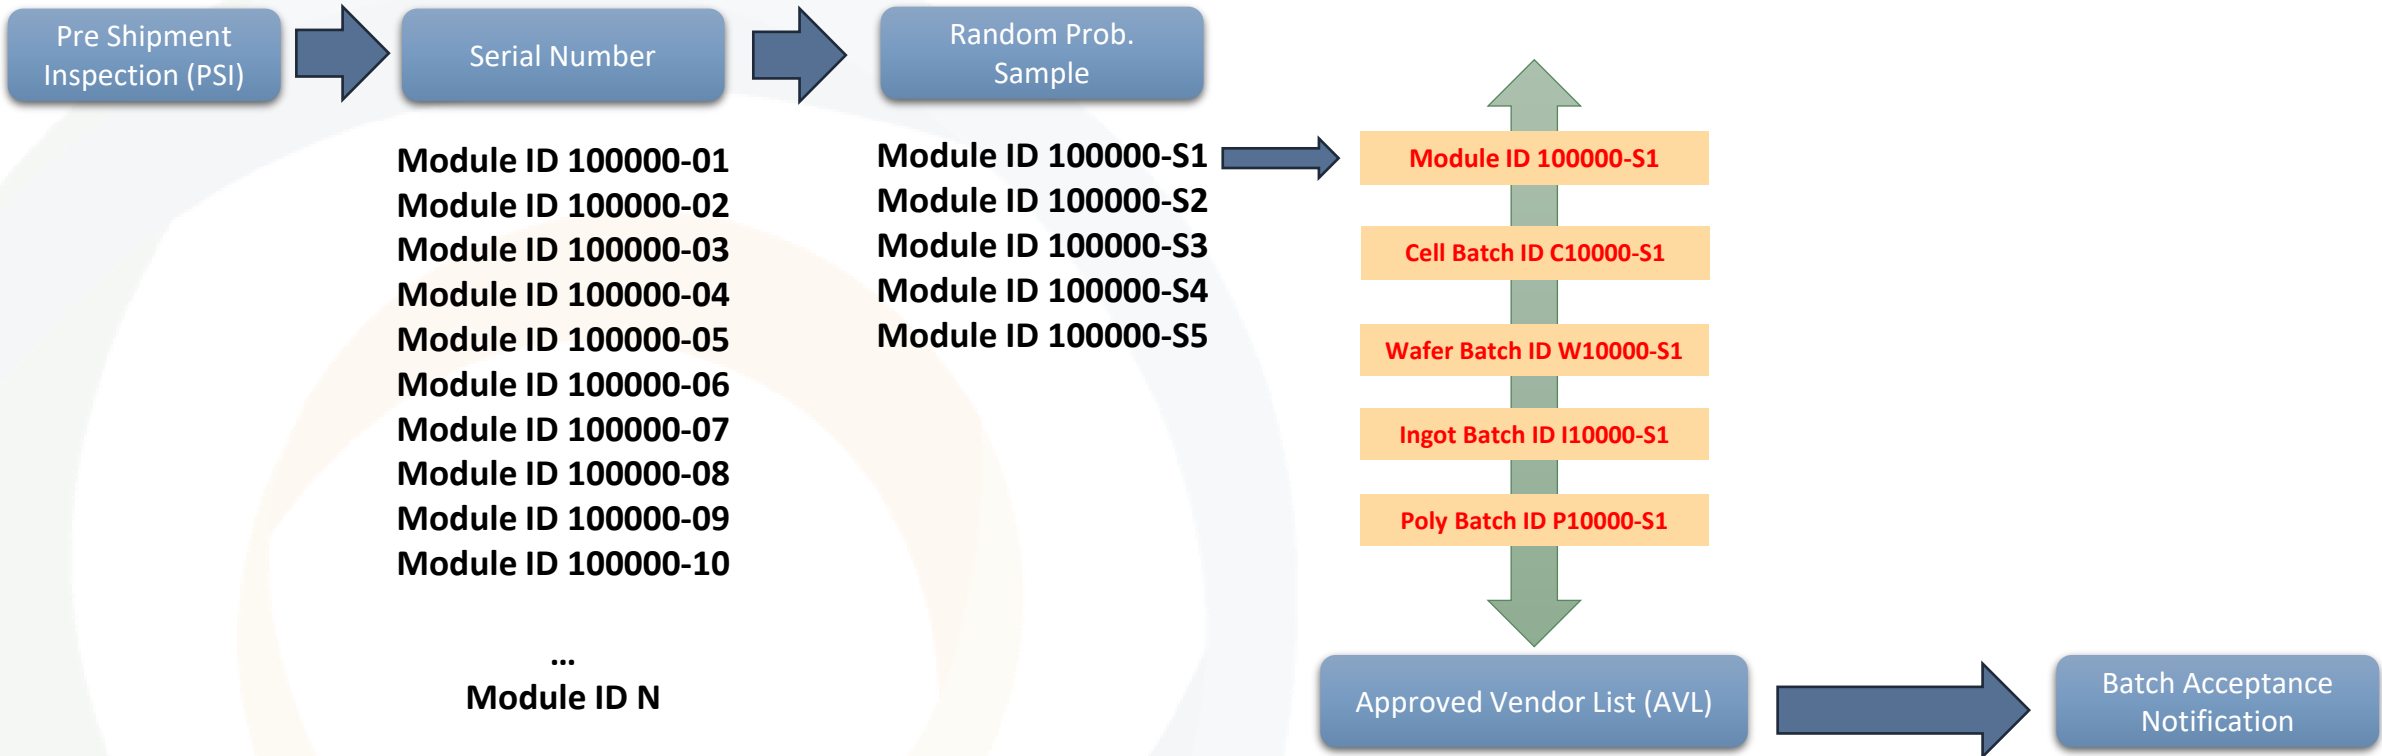 Pre Shipment
Inspection (PSI)
Serial Number
Random Prob.
Sample
Module ID 100000-01
Module ID 100000-02
Module ID 100000-03
Module ID 100000-04
Module ID 100000-05
Module ID 100000-06
Module ID 100000-07
Module ID 100000-08
Module ID 100000-09
Module ID 100000-10
...
Module ID N
Module ID 100000-S1
Module ID 100000-S2
Module ID 100000-S3
Module ID 100000-S4
Module ID 100000-S5
Module ID 100000-S1
Cell Batch ID C10000-S1
Wafer Batch ID W10000-S1
Ingot Batch ID I10000-S1
Poly Batch ID P10000-S1
Approved Vendor List (AVL)
Batch Acceptance
Notification